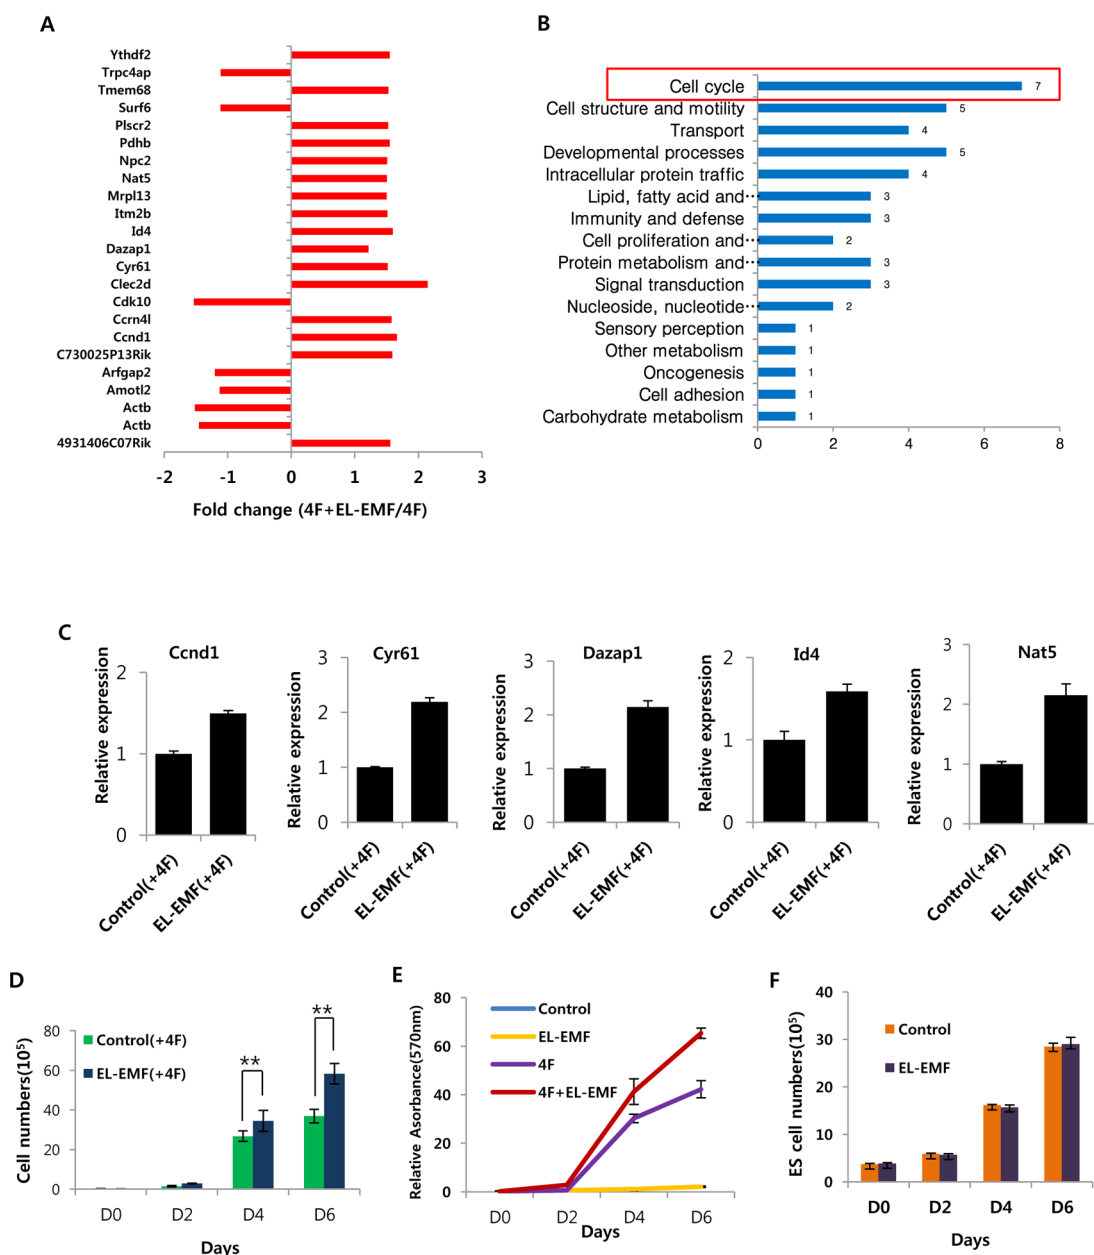 A
Ythdf2
Trpc4ap
Tmem68
Surf6
Plscr2
Pdhb
Npc2
Nat5
Mrpl13
Itm2b
Id4
Dazap1
Cyr61
Clec2d
Cdk10
Ccrn4l
Ccnd1
C730025P13Rik
Arfgap2
Amotl2
Actb
Actb
4931406C07Rik
-2 -1 0 1 2 3
Fold change (4F+EL-EMF/4F)
B
Cell cycle 7
Cell structure and motility 5
Transport 4
Developmental processes 5
Intracellular protein traffic 4
Lipid, fatty acid and… 3
Immunity and defense 3
Cell proliferation and… 2
Protein metabolism and… 3
Signal transduction 3
Nucleoside, nucleotide… 2
Sensory perception 1
Other metabolism 1
Oncogenesis 1
Cell adhesion 1
Carbohydrate metabolism 1
0 2 4 6 8
C
Ccnd1
Relative expression
2
1
0
Control(+4F)
EL-EMF(+4F)
Cyr61
Relative expression
3
2
1
0
Control(+4F)
EL-EMF(+4F)
Dazap1
Relative expression
3
2
1
0
Control(+4F)
EL-EMF(+4F)
Id4
Relative expression
2
1
0
Control(+4F)
EL-EMF(+4F)
Nat5
Relative expression
3
2
1
0
Control(+4F)
EL-EMF(+4F)
D
Cell numbers(10⁵)
80
60
40
20
0
Control(+4F)
EL-EMF(+4F)
**
**
D0 D2 D4 D6
Days
E
Relative Asorbance(570nm)
80
60
40
20
0
Control
EL-EMF
4F
4F+EL-EMF
D0 D2 D4 D6
Days
F
ES cell numbers(10⁵)
40
30
20
10
0
Control
EL-EMF
D0 D2 D4 D6
Days